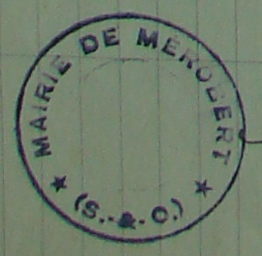 MAIRIE DE MEROBERT
★ (S.-&-O.) ★